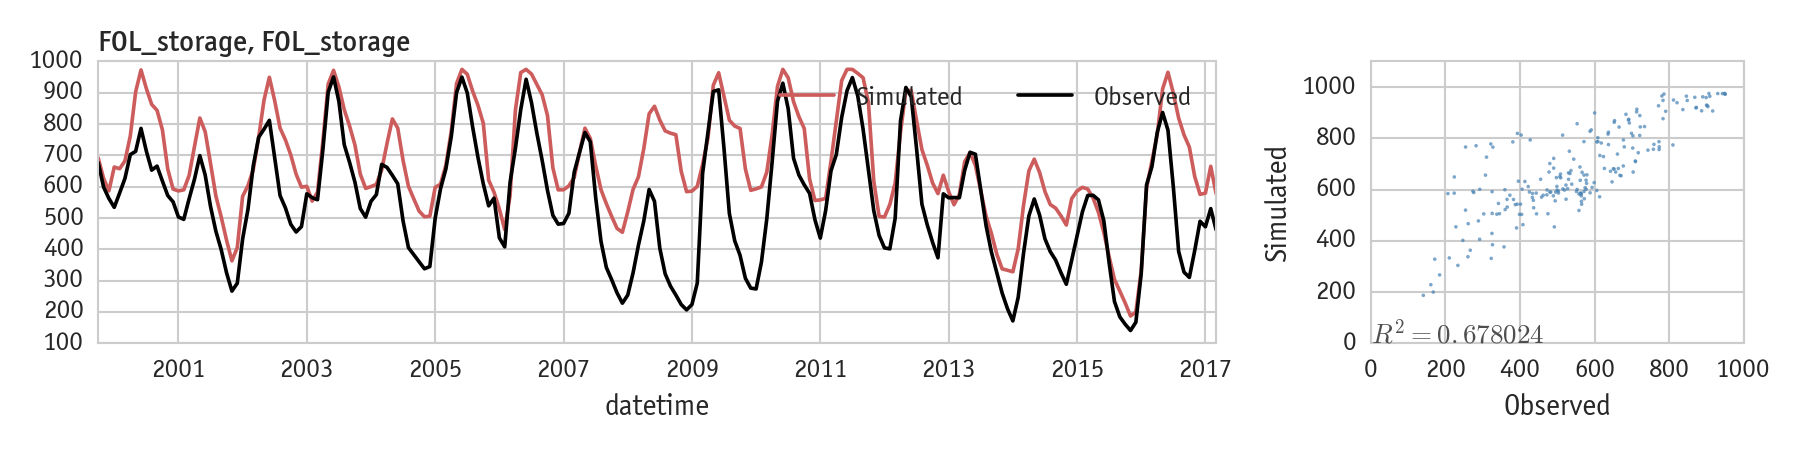 FOL_storage, FOL_storage
1000
900
800
700
600
500
400
300
200
100
Simulated
Observed
2001 2003 2005 2007 2009 2011 2013 2015 2017
datetime
1000
800
600
400
200
0
Simulated
R² = 0.678024
0 200 400 600 800 1000
Observed